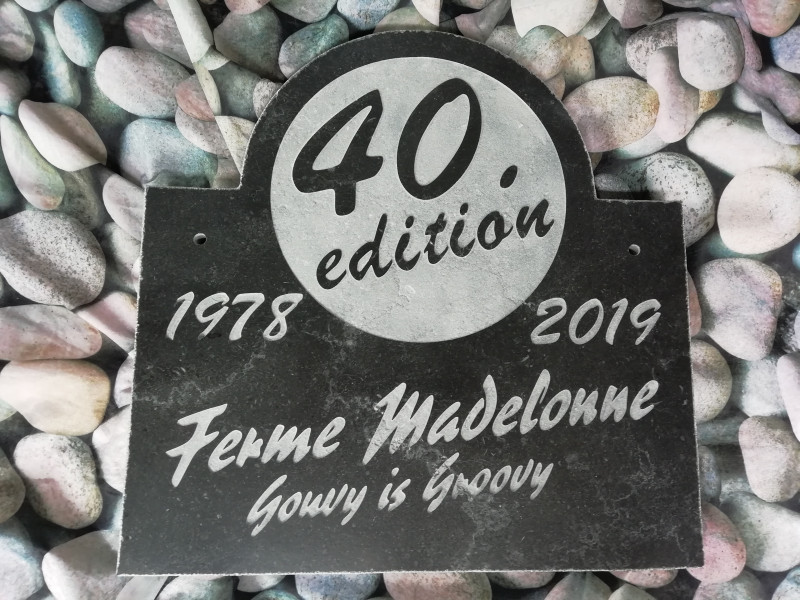 40.
edition
1978 2019
Ferme Madelonne
Gouvy is Groovy